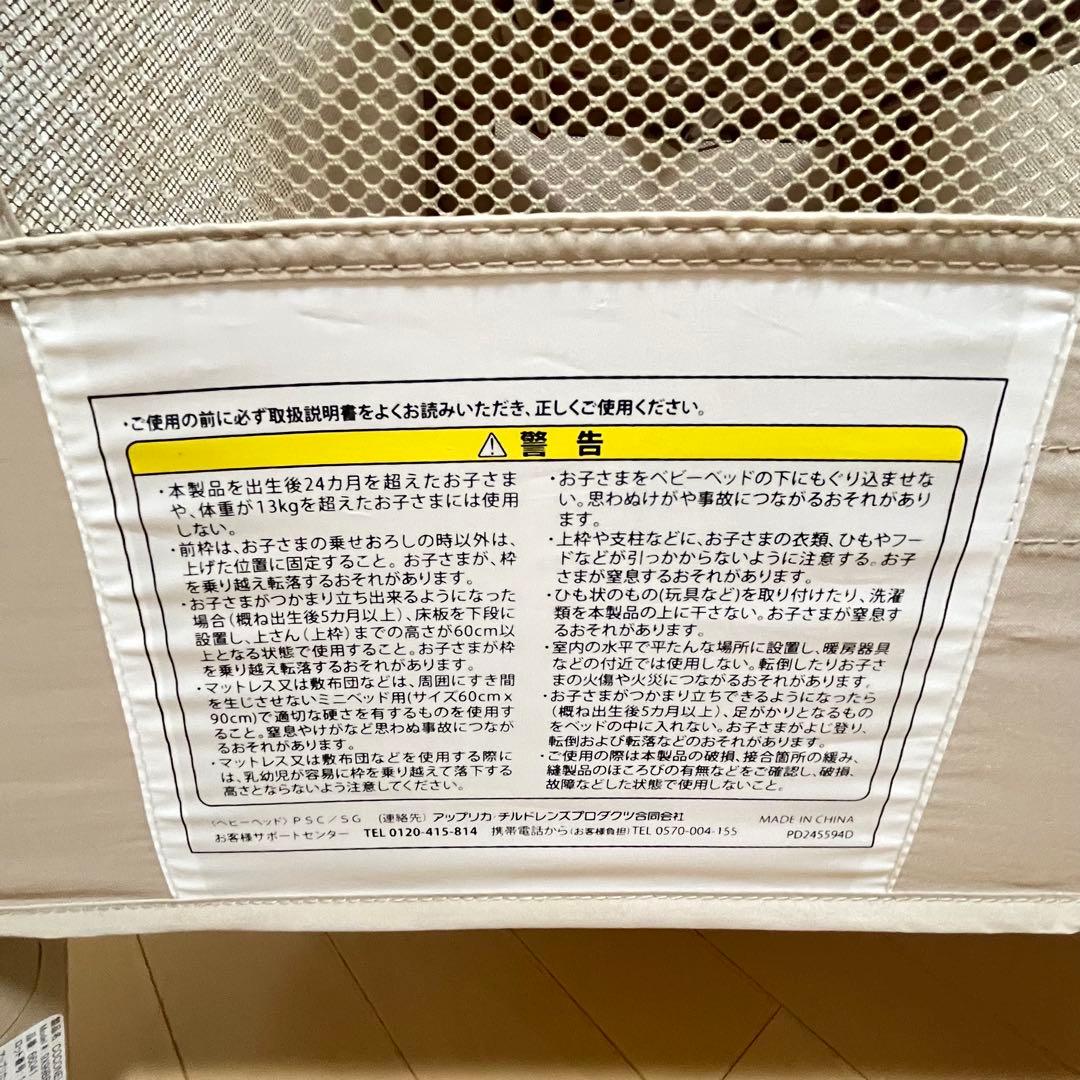 ・ご使用の前に必ず取扱説明書をよくお読みいただき、正しくご使用ください。
⚠ 警告
・本製品を出生後24カ月を超えたお子さま
や、体重が13kgを超えたお子さまには使用
しない。
・前枠は、お子さまの乗せおろしの時以外は、
上げた位置に固定すること。お子さまが、枠
を乗り越え転落するおそれがあります。
・お子さまがつかまり立ち出来るようになった
場合(概ね出生後5カ月以上)、床板を下段に
設置し、上さん(上枠)までの高さが60cm以
上となる状態で使用すること。お子さまが枠
を乗り越え転落するおそれがあります。
・マットレス又は敷布団などは、周囲にすき間
を生じさせないミニベッド用(サイズ60cm x
90cm)で適切な硬さを有するものを使用す
ること。窒息やけがなど思わぬ事故につなが
るおそれがあります。
・マットレス又は敷布団などを使用する際に
は、乳幼児が容易に枠を乗り越えて落下する
高さとならないよう注意してください。
・お子さまをベビーベッドの下にもぐり込ませな
い。思わぬけがや事故につながるおそれがあり
ます。
・上枠や支柱などに、お子さまの衣類、ひもやフー
ドなどが引っかからないように注意する。お子
さまが窒息するおそれがあります。
・ひも状のもの(玩具など)を取り付けたり、洗濯
類を本製品の上に干さない。お子さまが窒息す
るおそれがあります。
・室内の水平で平たんな場所に設置し、暖房器具
などの付近では使用しない。転倒したりお子さ
まの火傷や火災につながるおそれがあります。
・お子さまがつかまり立ちできるようになったら
(概ね出生後5カ月以上)、足がかりとなるもの
をベッドの中に入れない。お子さまがよじ登り、
転倒および転落などのおそれがあります。
・ご使用の際は本製品の破損、接合箇所の緩み、
縫製品のほころびの有無などをご確認し、破損、
故障などした状態で使用しないこと。
〈ベビーベッド〉PSC/SG (連絡先) アップリカ・チルドレンズプロダクツ合同会社 MADE IN CHINA
お客様サポートセンター TEL 0120-415-814 携帯電話から(お客様負担)TEL 0570-004-155 PD245594D
製品名: COCONE
Model #:
品番: 66041
ロット番号: